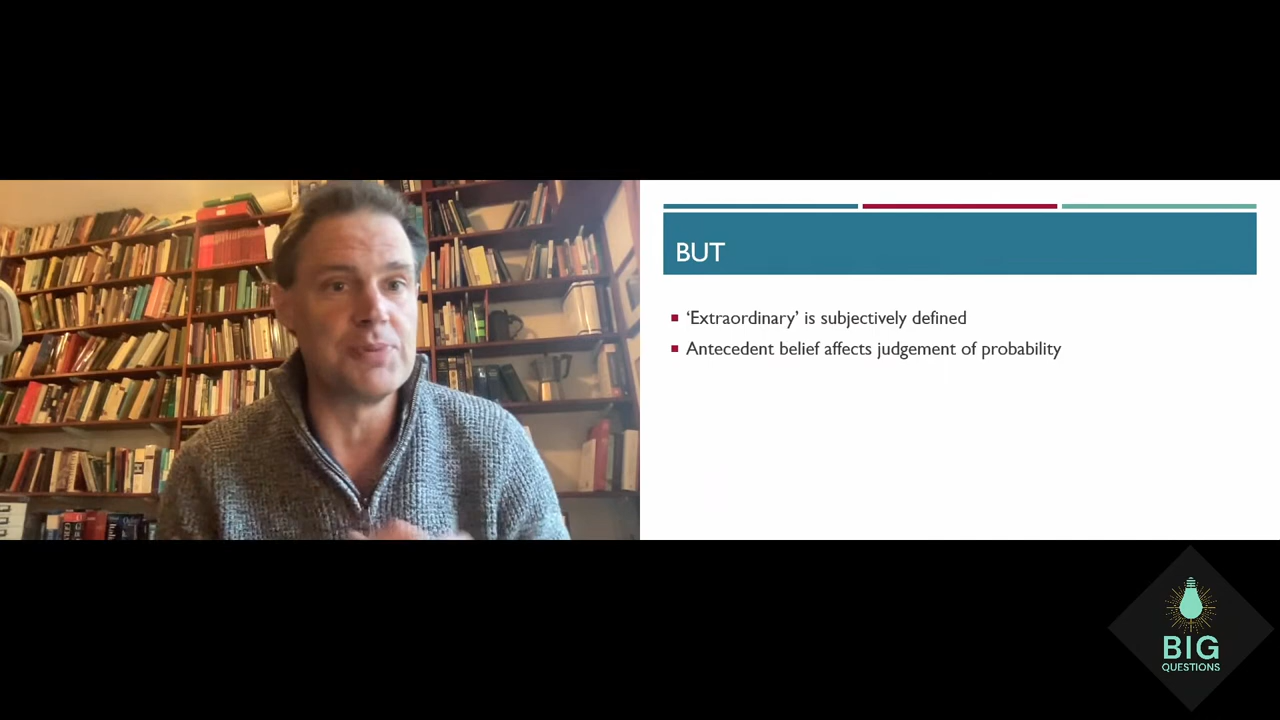 BUT
‘Extraordinary’ is subjectively defined
Antecedent belief affects judgement of probability
BIG
QUESTIONS